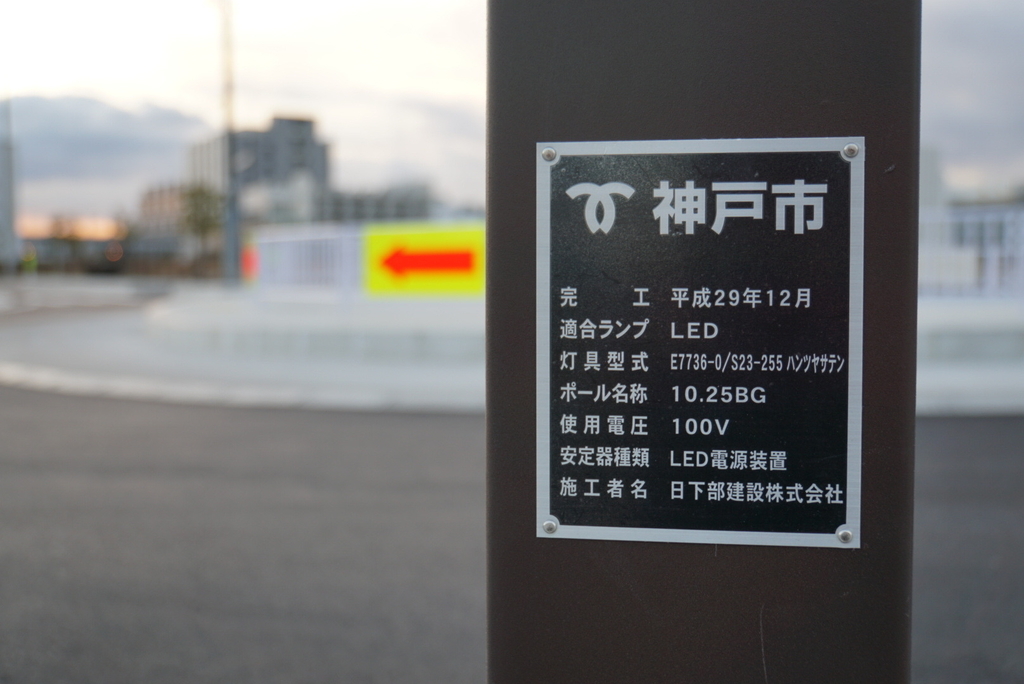 神戸市
完工 平成29年12月
適合ランプ LED
灯具型式 E7736-0/S23-255 ハンツヤサテン
ポール名称 10.25BG
使用電圧 100V
安定器種類 LED電源装置
施工者名 日下部建設株式会社